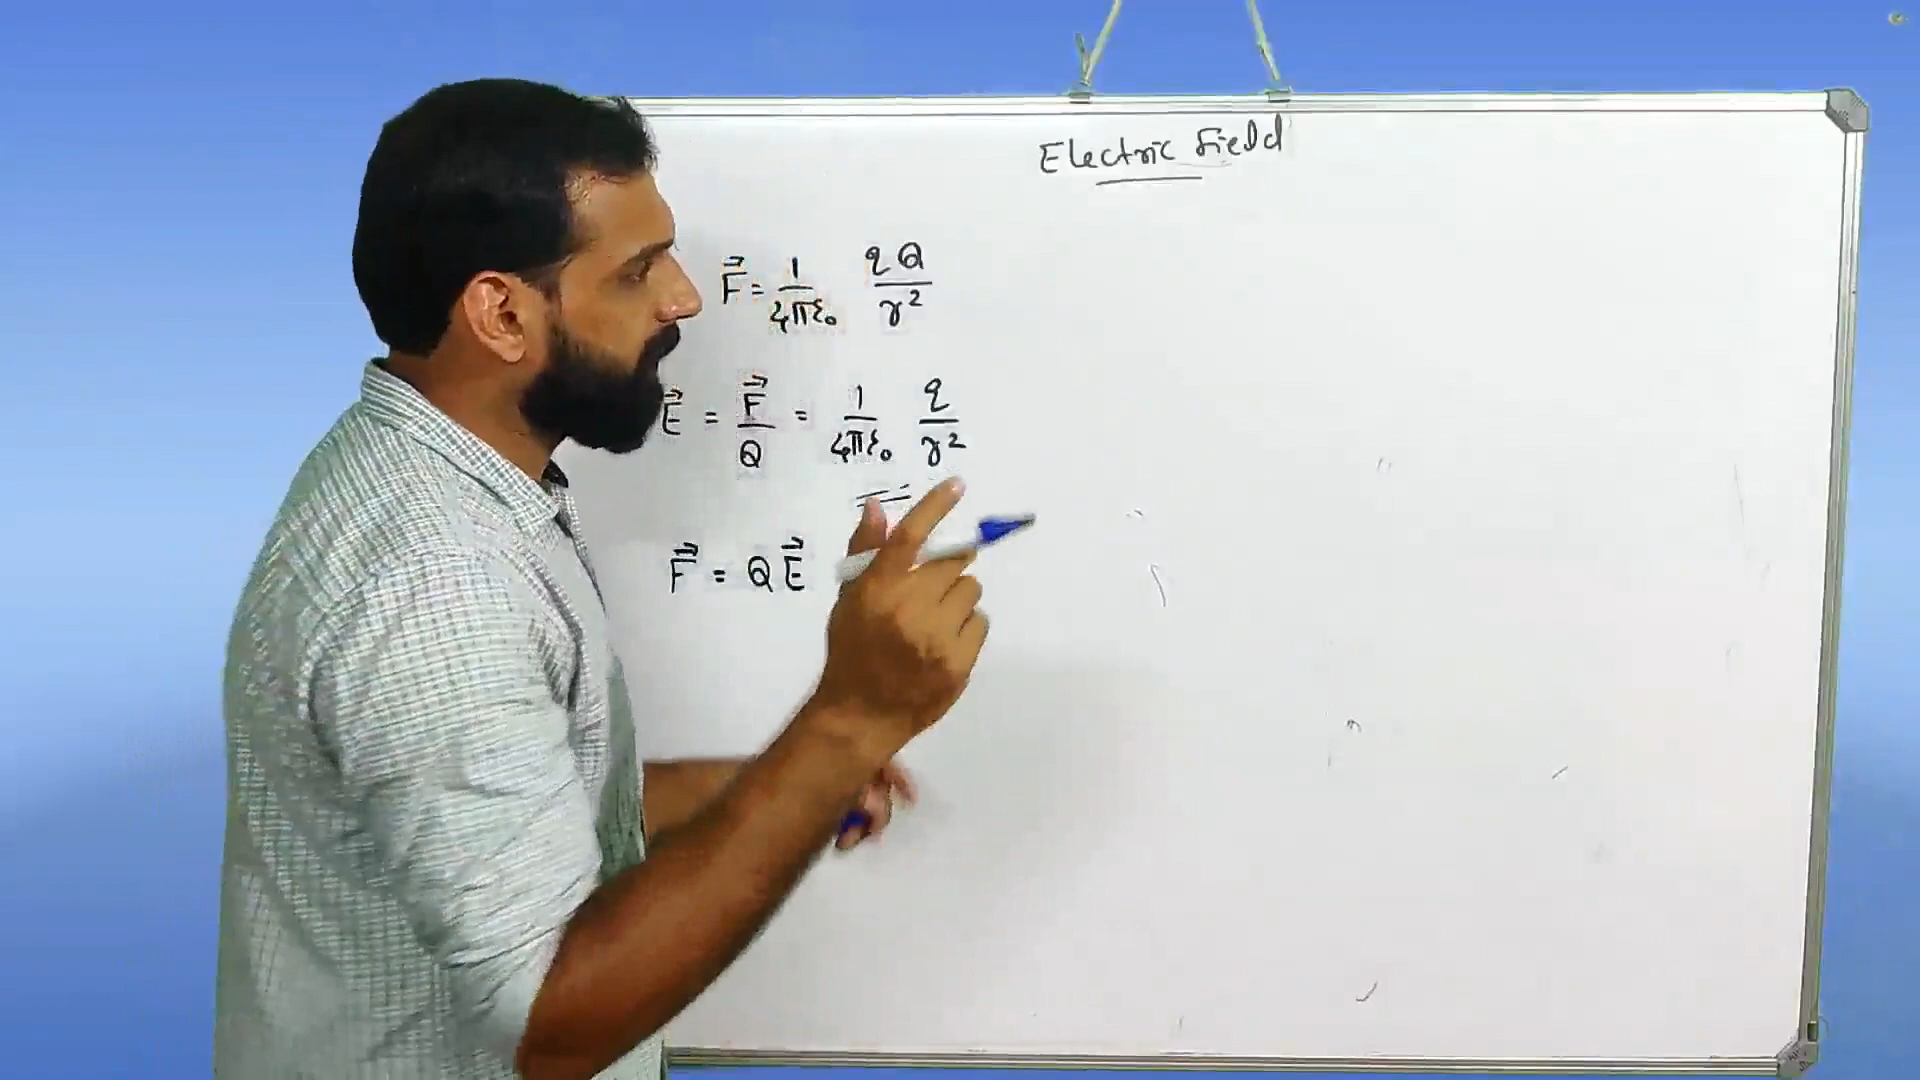 Electric Field
F⃗ = 1/4πε₀ qQ/r²
E⃗ = F⃗/Q = 1/4πε₀ q/r²
F⃗ = QE⃗